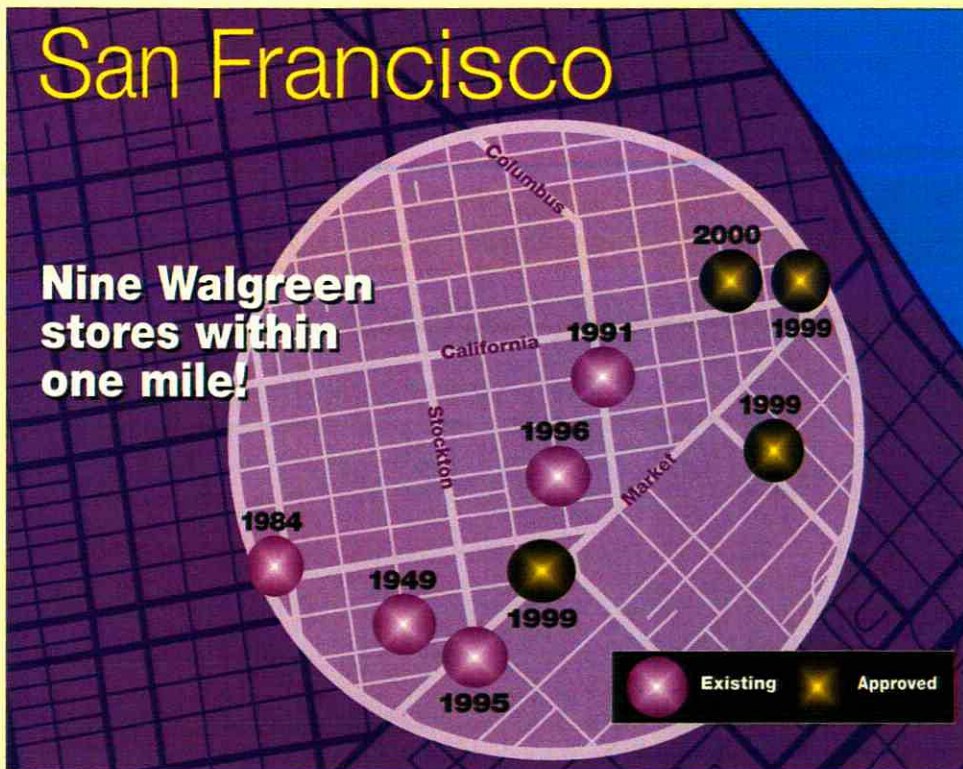 San Francisco
Nine Walgreen
stores within
one mile!
Columbus
2000
1999
1991
California
1999
Stockton
1996
Market
1984
1949
1999
1995
Existing
Approved